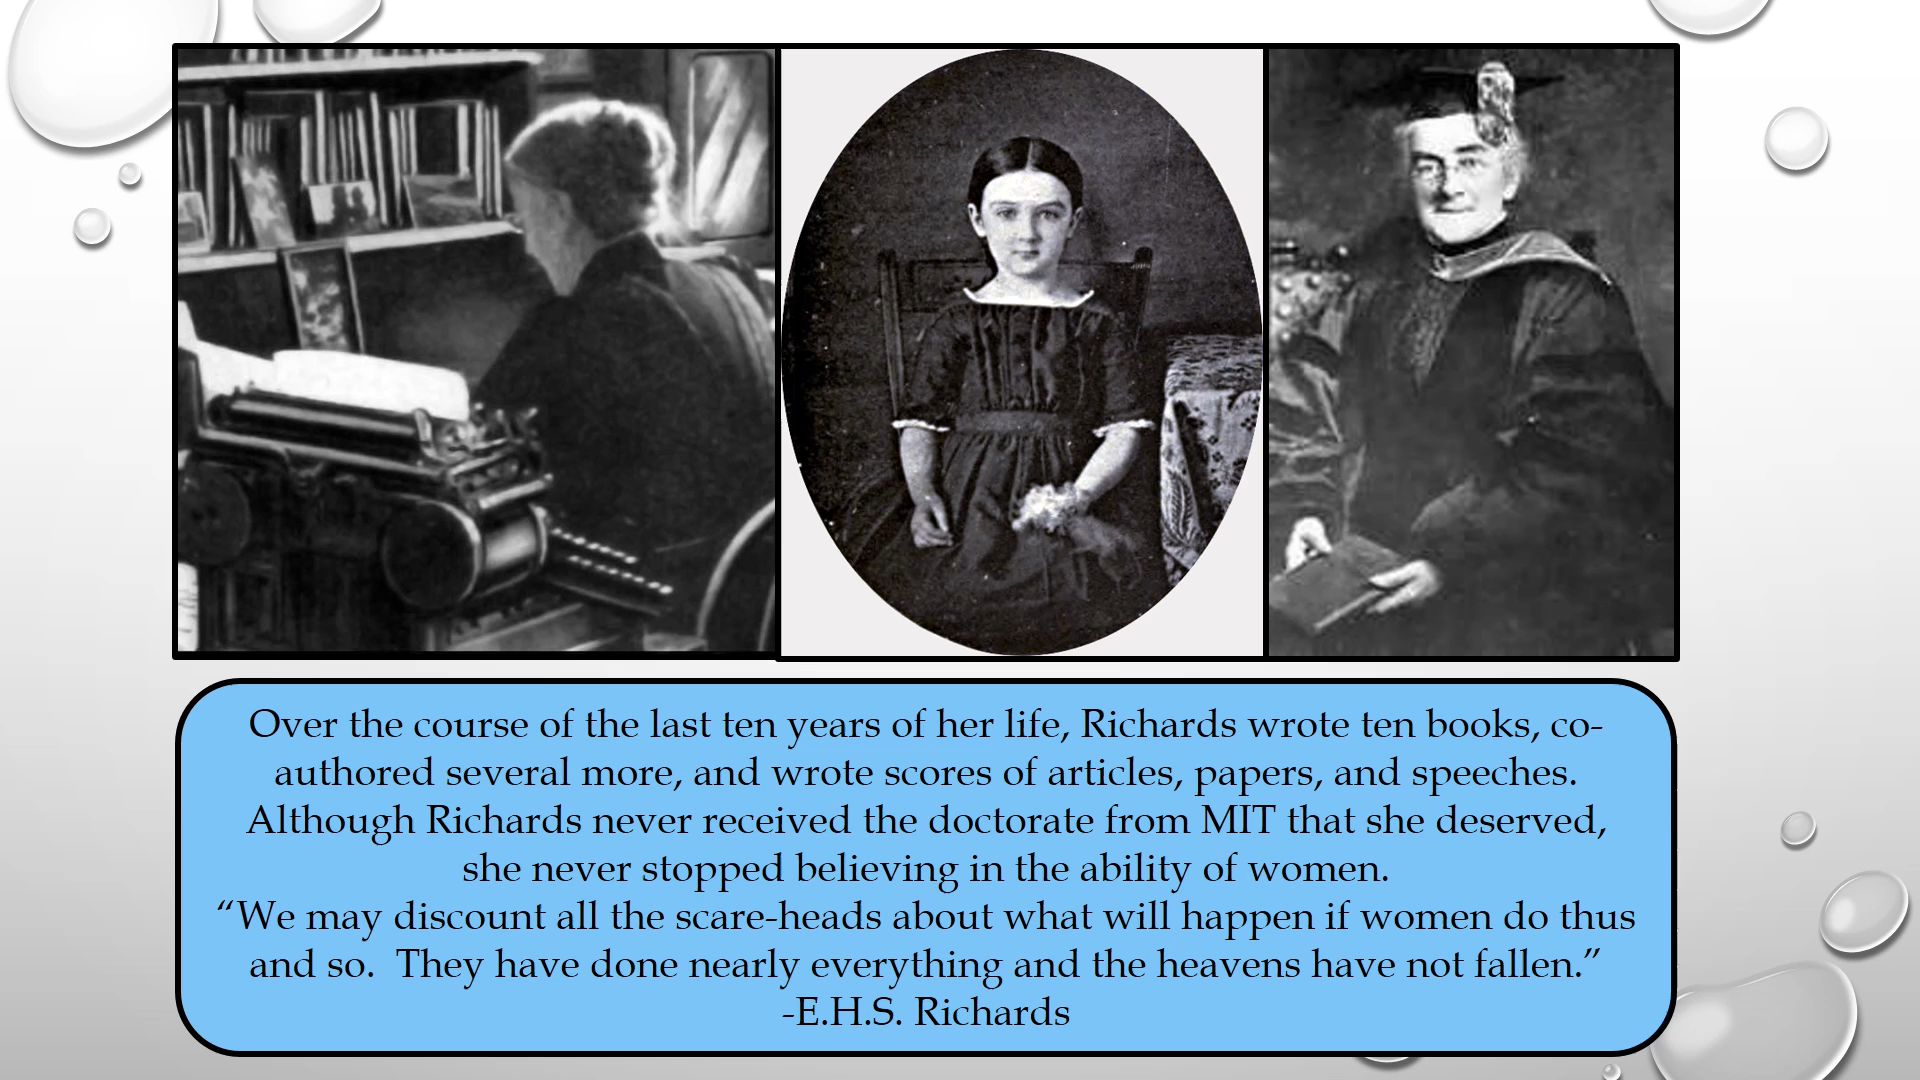 Over the course of the last ten years of her life, Richards wrote ten books, co-
authored several more, and wrote scores of articles, papers, and speeches.
Although Richards never received the doctorate from MIT that she deserved,
she never stopped believing in the ability of women.
“We may discount all the scare-heads about what will happen if women do thus
and so.  They have done nearly everything and the heavens have not fallen.”
-E.H.S. Richards